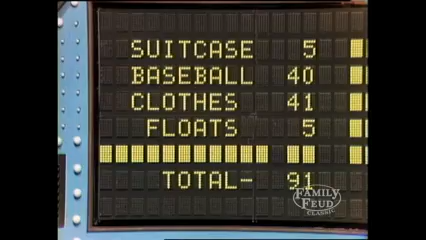 SUITCASE 5
BASEBALL 40
CLOTHES 41
FLOATS 5
TOTAL- 91
FAMILY
FEUD
CLASSIC